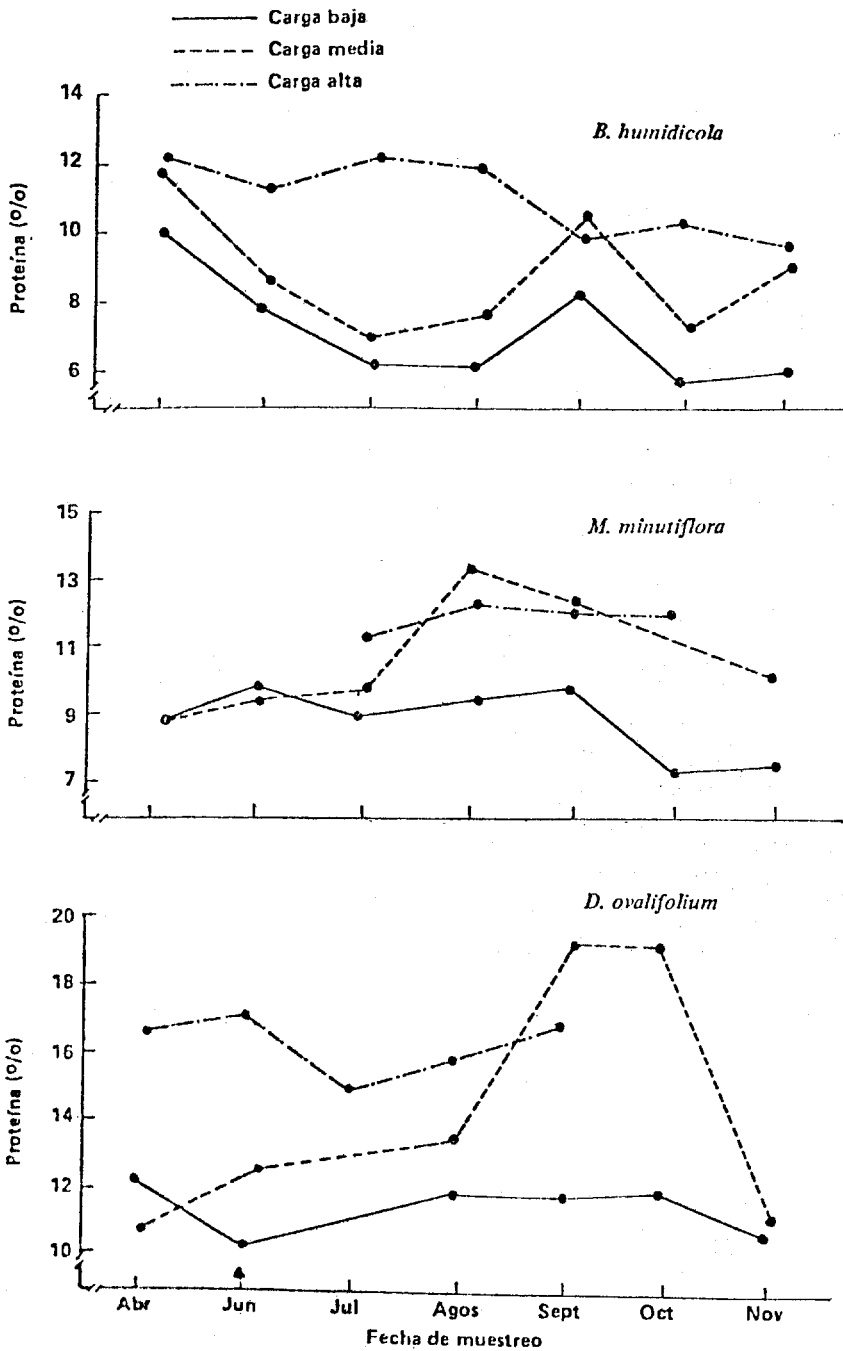 Carga baja
Carga media
Carga alta
14
12
10
8
6
Proteína (o/o)
B. humidicola
15
13
11
9
7
Proteína (o/o)
M. minutiflora
20
18
16
14
12
10
Proteína (o/o)
D. ovalifolium
Abr Jun Jul Agos Sept Oct Nov
Fecha de muestreo